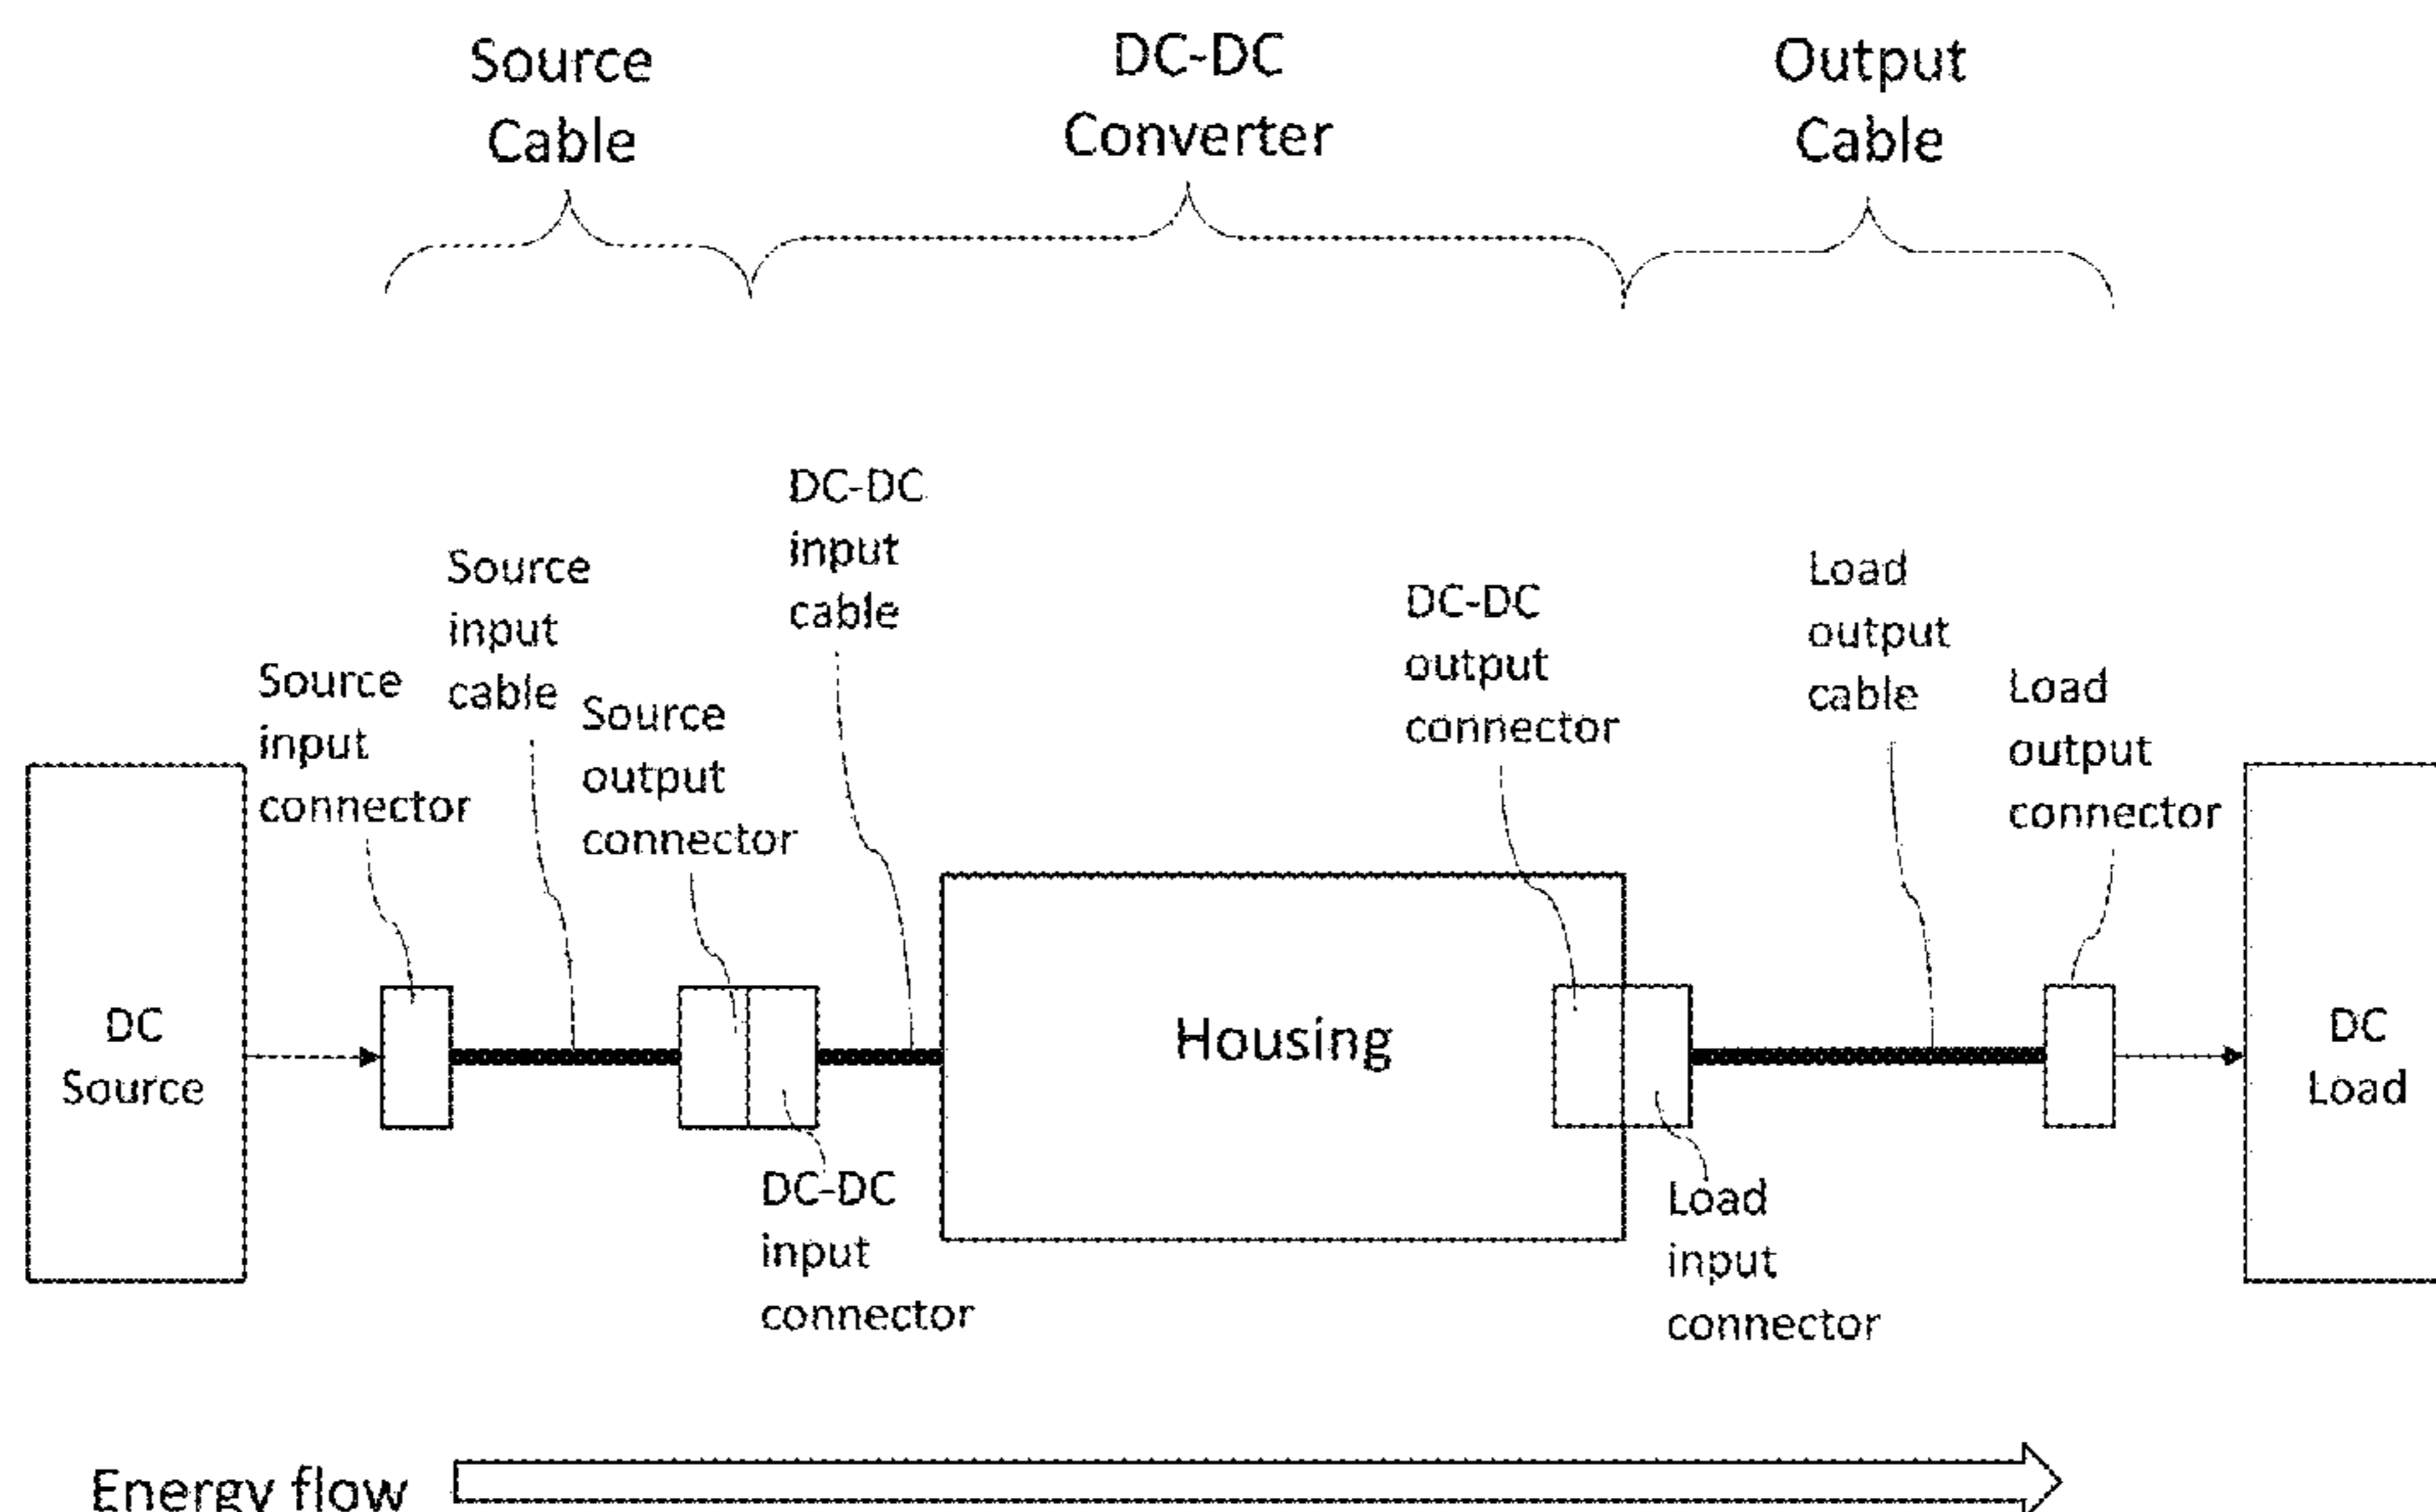 Source
Cable
DC-DC
Converter
Output
Cable
DC-DC
input
cable
Source
input
cable
Source
input
connector
Source
output
connector
DC-DC
output
connector
Load
output
cable
Load
output
connector
DC
Source
Housing
DC
Load
DC-DC
input
connector
Load
input
connector
Energy flow